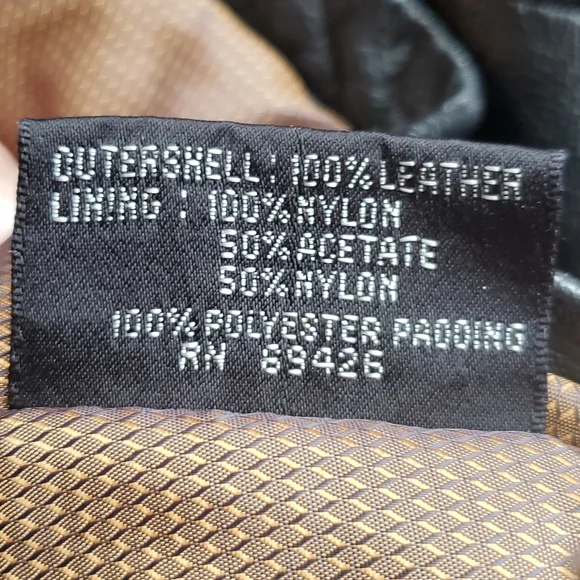 OUTERSHELL: 100% LEATHER
LINING: 100% NYLON
50% ACETATE
50% NYLON
100% POLYESTER PADDING
RN 69426